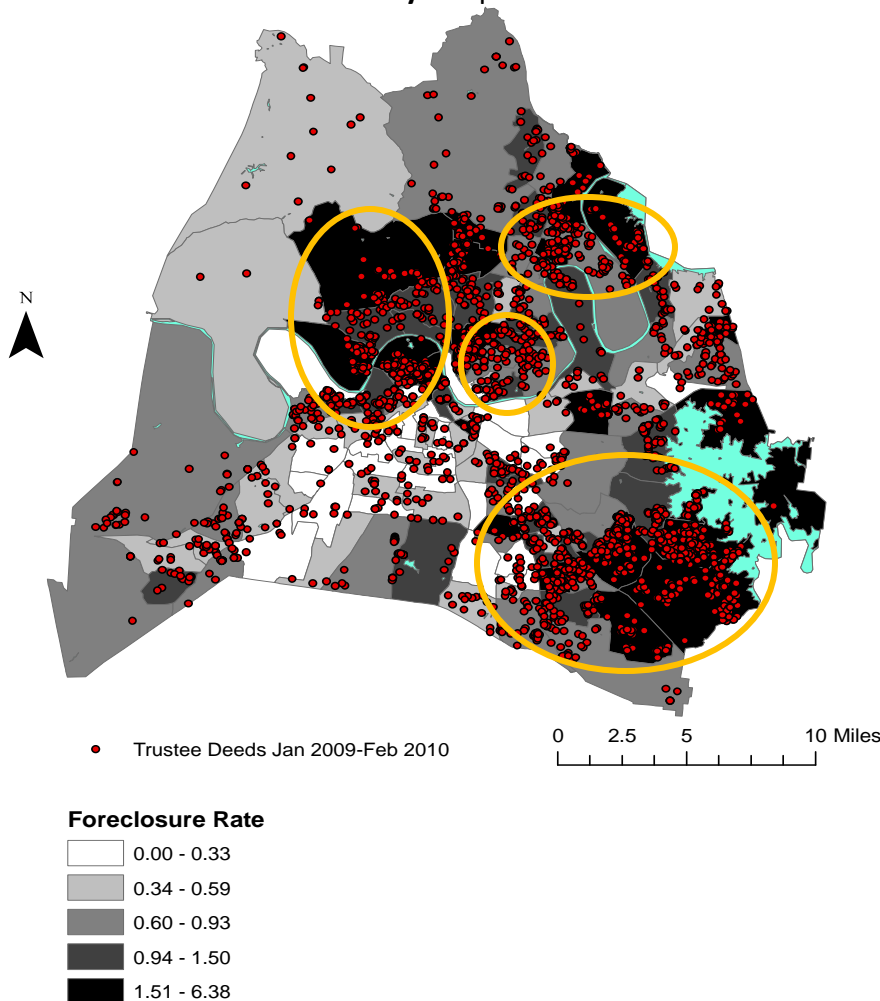 N
Trustee Deeds Jan 2009-Feb 2010
0 2.5 5 10 Miles
Foreclosure Rate
0.00 - 0.33
0.34 - 0.59
0.60 - 0.93
0.94 - 1.50
1.51 - 6.38